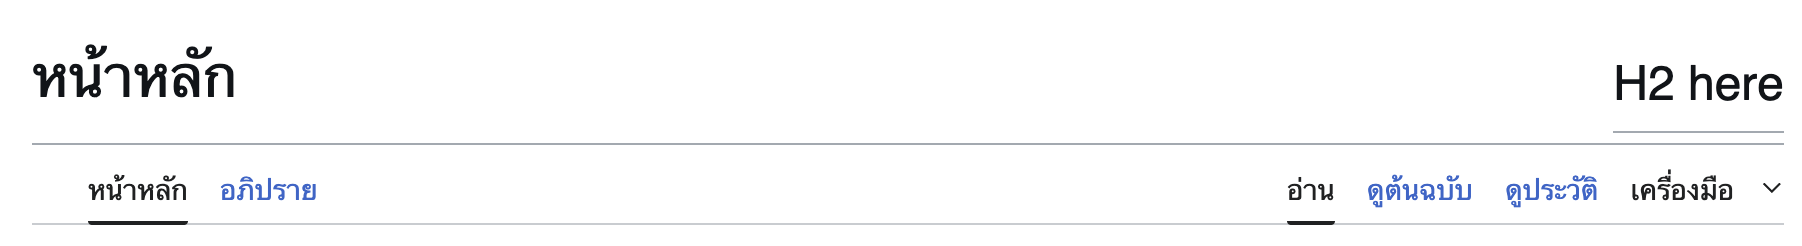 หน้าหลัก
H2 here
หน้าหลัก อภิปราย อ่าน ดูต้นฉบับ ดูประวัติ เครื่องมือ